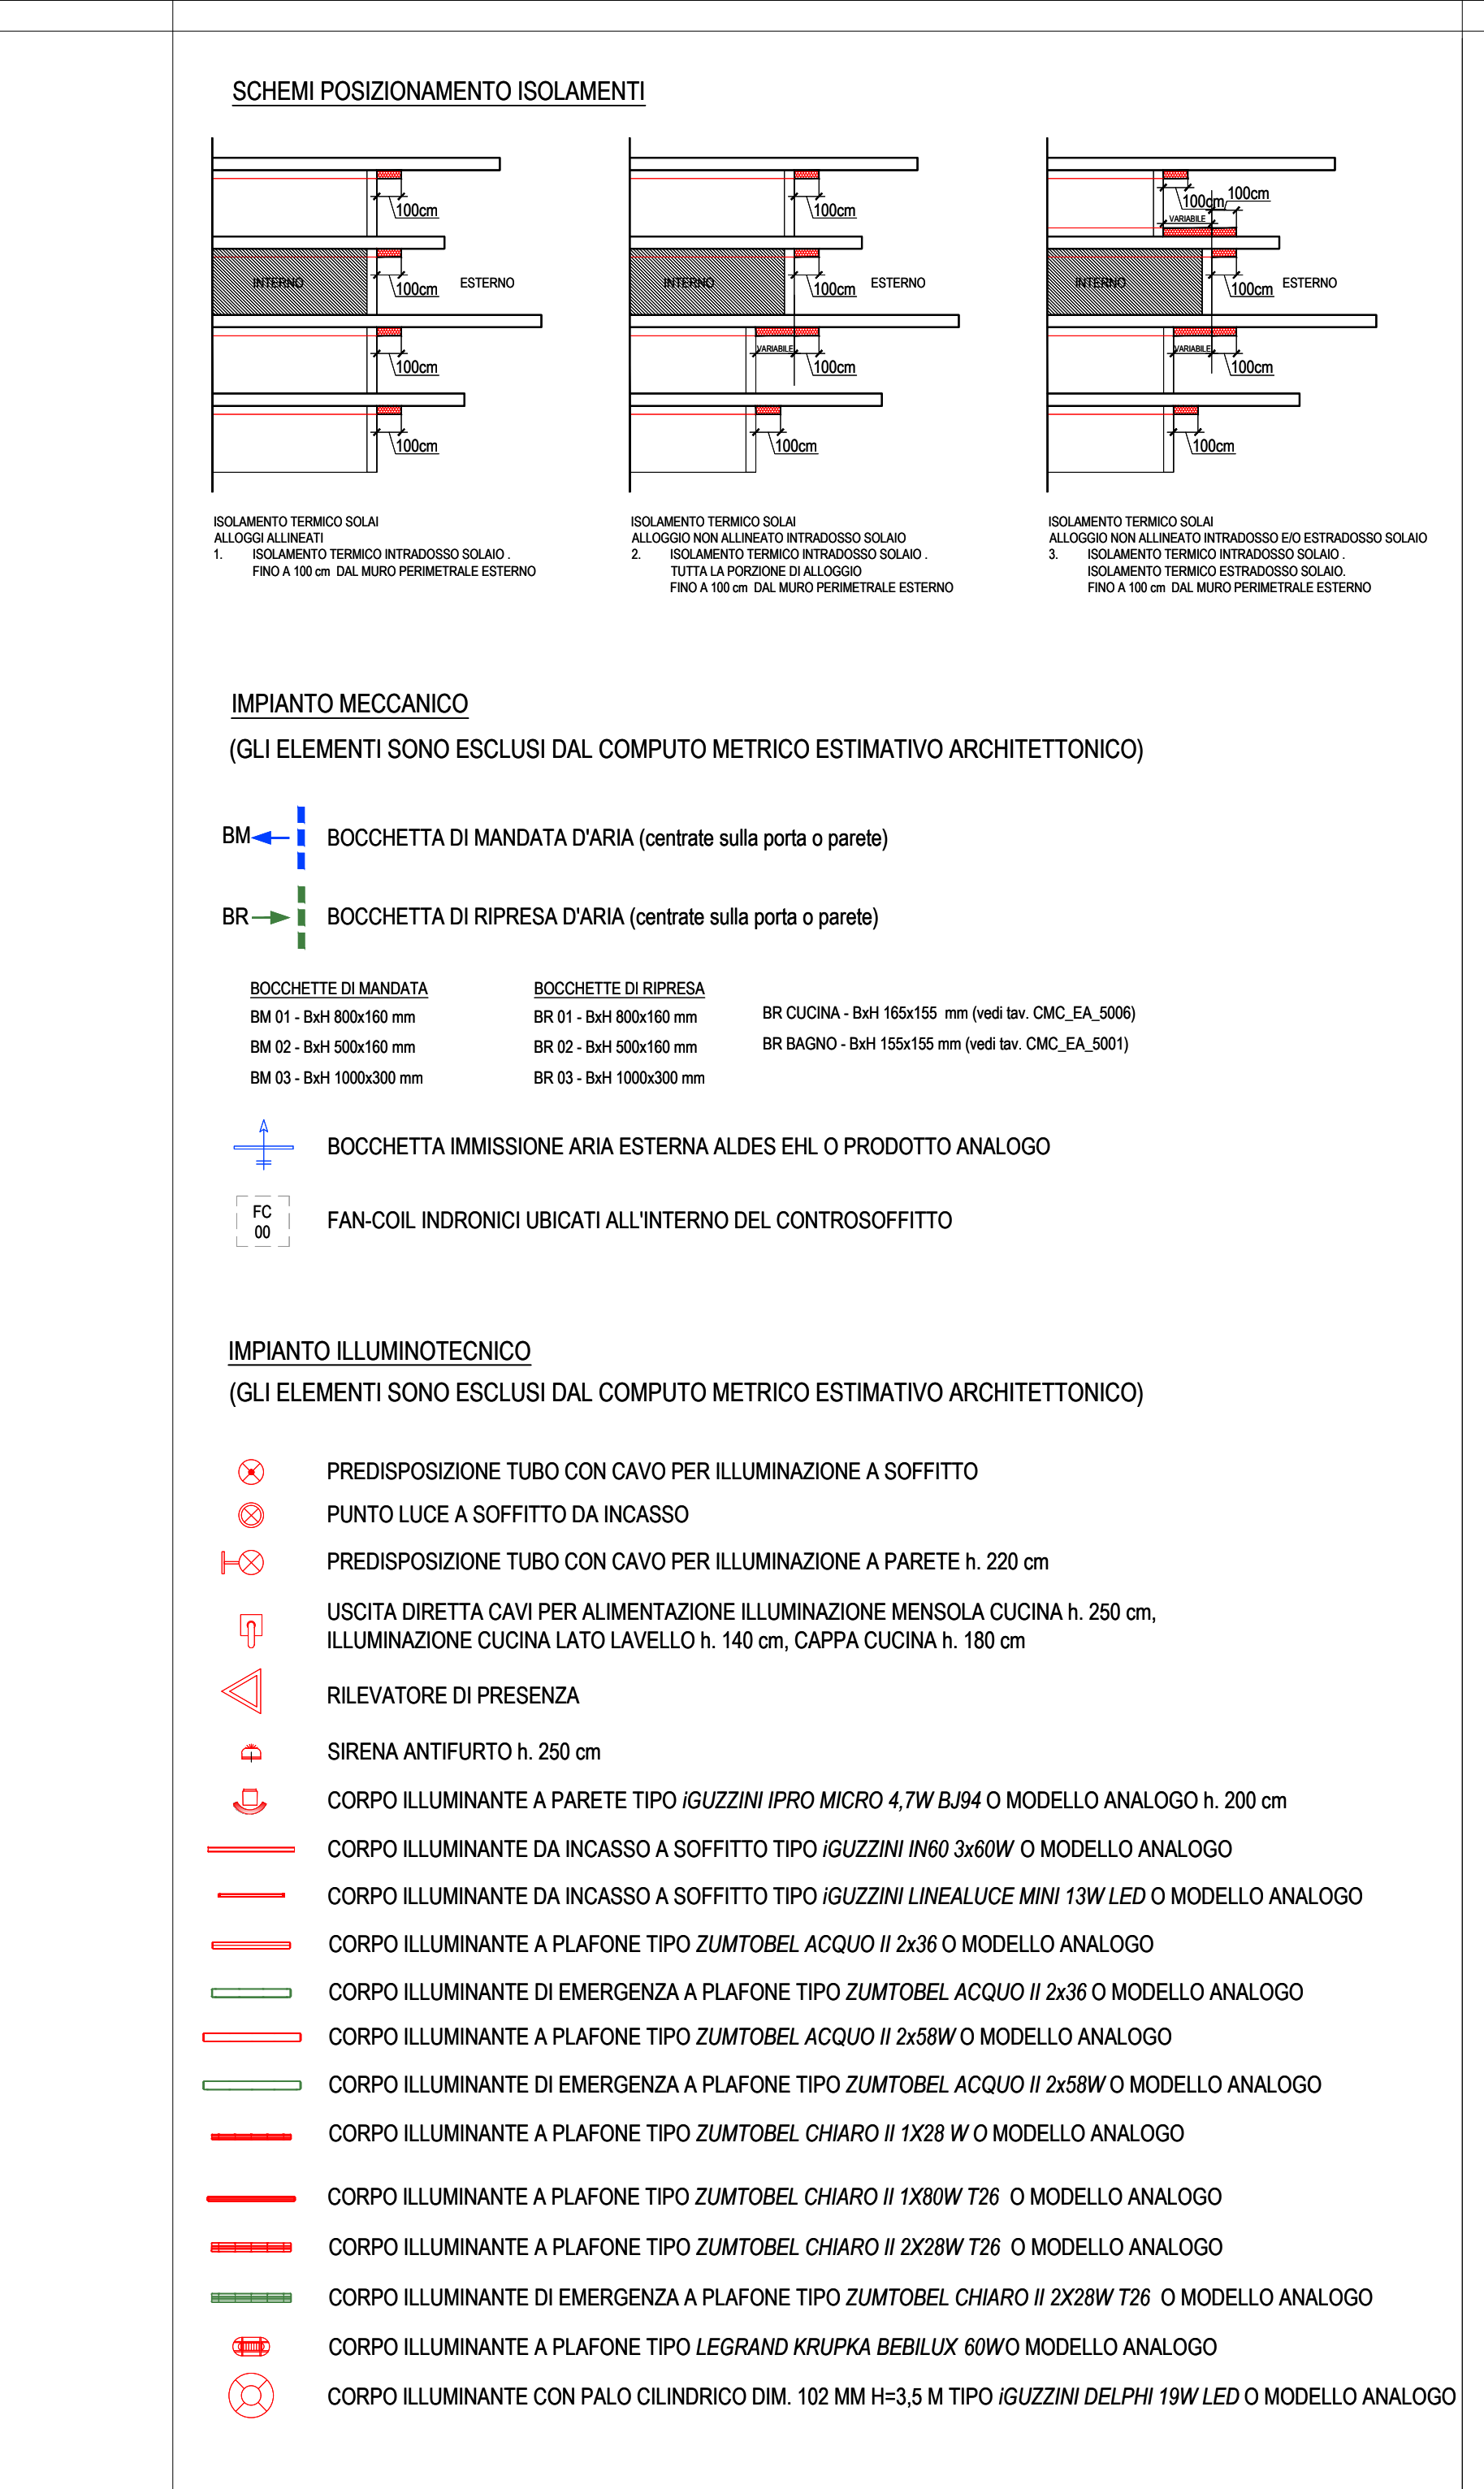 SCHEMI POSIZIONAMENTO ISOLAMENTI
100cm
100cm
100cm
100cm
INTERNO
ESTERNO
100cm
100cm
100cm
100cm
VARIABILE
INTERNO
ESTERNO
100cm
100cm
VARIABILE
100cm
100cm
100cm
VARIABILE
INTERNO
ESTERNO
ISOLAMENTO TERMICO SOLAI
ALLOGGI ALLINEATI
1. ISOLAMENTO TERMICO INTRADOSSO SOLAIO .
FINO A 100 cm DAL MURO PERIMETRALE ESTERNO
ISOLAMENTO TERMICO SOLAI
ALLOGGIO NON ALLINEATO INTRADOSSO SOLAIO
2. ISOLAMENTO TERMICO INTRADOSSO SOLAIO .
TUTTA LA PORZIONE DI ALLOGGIO
FINO A 100 cm DAL MURO PERIMETRALE ESTERNO
ISOLAMENTO TERMICO SOLAI
ALLOGGIO NON ALLINEATO INTRADOSSO E/O ESTRADOSSO SOLAIO
3. ISOLAMENTO TERMICO INTRADOSSO SOLAIO .
ISOLAMENTO TERMICO ESTRADOSSO SOLAIO.
FINO A 100 cm DAL MURO PERIMETRALE ESTERNO
IMPIANTO MECCANICO
(GLI ELEMENTI SONO ESCLUSI DAL COMPUTO METRICO ESTIMATIVO ARCHITETTONICO)
BM BOCCHETTA DI MANDATA D'ARIA (centrate sulla porta o parete)
BR BOCCHETTA DI RIPRESA D'ARIA (centrate sulla porta o parete)
BOCCHETTE DI MANDATA
BM 01 - BxH 800x160 mm
BM 02 - BxH 500x160 mm
BM 03 - BxH 1000x300 mm
BOCCHETTE DI RIPRESA
BR 01 - BxH 800x160 mm
BR 02 - BxH 500x160 mm
BR 03 - BxH 1000x300 mm
BR CUCINA - BxH 165x155 mm (vedi tav. CMC_EA_5006)
BR BAGNO - BxH 155x155 mm (vedi tav. CMC_EA_5001)
BOCCHETTA IMMISSIONE ARIA ESTERNA ALDES EHL O PRODOTTO ANALOGO
FC
00
FAN-COIL INDRONICI UBICATI ALL'INTERNO DEL CONTROSOFFITTO
IMPIANTO ILLUMINOTECNICO
(GLI ELEMENTI SONO ESCLUSI DAL COMPUTO METRICO ESTIMATIVO ARCHITETTONICO)
PREDISPOSIZIONE TUBO CON CAVO PER ILLUMINAZIONE A SOFFITTO
PUNTO LUCE A SOFFITTO DA INCASSO
PREDISPOSIZIONE TUBO CON CAVO PER ILLUMINAZIONE A PARETE h. 220 cm
USCITA DIRETTA CAVI PER ALIMENTAZIONE ILLUMINAZIONE MENSOLA CUCINA h. 250 cm,
ILLUMINAZIONE CUCINA LATO LAVELLO h. 140 cm, CAPPA CUCINA h. 180 cm
RILEVATORE DI PRESENZA
SIRENA ANTIFURTO h. 250 cm
CORPO ILLUMINANTE A PARETE TIPO iGUZZINI IPRO MICRO 4,7W BJ94 O MODELLO ANALOGO h. 200 cm
CORPO ILLUMINANTE DA INCASSO A SOFFITTO TIPO iGUZZINI IN60 3x60W O MODELLO ANALOGO
CORPO ILLUMINANTE DA INCASSO A SOFFITTO TIPO iGUZZINI LINEALUCE MINI 13W LED O MODELLO ANALOGO
CORPO ILLUMINANTE A PLAFONE TIPO ZUMTOBEL ACQUO II 2x36 O MODELLO ANALOGO
CORPO ILLUMINANTE DI EMERGENZA A PLAFONE TIPO ZUMTOBEL ACQUO II 2x36 O MODELLO ANALOGO
CORPO ILLUMINANTE A PLAFONE TIPO ZUMTOBEL ACQUO II 2x58W O MODELLO ANALOGO
CORPO ILLUMINANTE DI EMERGENZA A PLAFONE TIPO ZUMTOBEL ACQUO II 2x58W O MODELLO ANALOGO
CORPO ILLUMINANTE A PLAFONE TIPO ZUMTOBEL CHIARO II 1X28 W O MODELLO ANALOGO
CORPO ILLUMINANTE A PLAFONE TIPO ZUMTOBEL CHIARO II 1X80W T26 O MODELLO ANALOGO
CORPO ILLUMINANTE A PLAFONE TIPO ZUMTOBEL CHIARO II 2X28W T26 O MODELLO ANALOGO
CORPO ILLUMINANTE DI EMERGENZA A PLAFONE TIPO ZUMTOBEL CHIARO II 2X28W T26 O MODELLO ANALOGO
CORPO ILLUMINANTE A PLAFONE TIPO LEGRAND KRUPKA BEBILUX 60WO MODELLO ANALOGO
CORPO ILLUMINANTE CON PALO CILINDRICO DIM. 102 MM H=3,5 M TIPO iGUZZINI DELPHI 19W LED O MODELLO ANALOGO